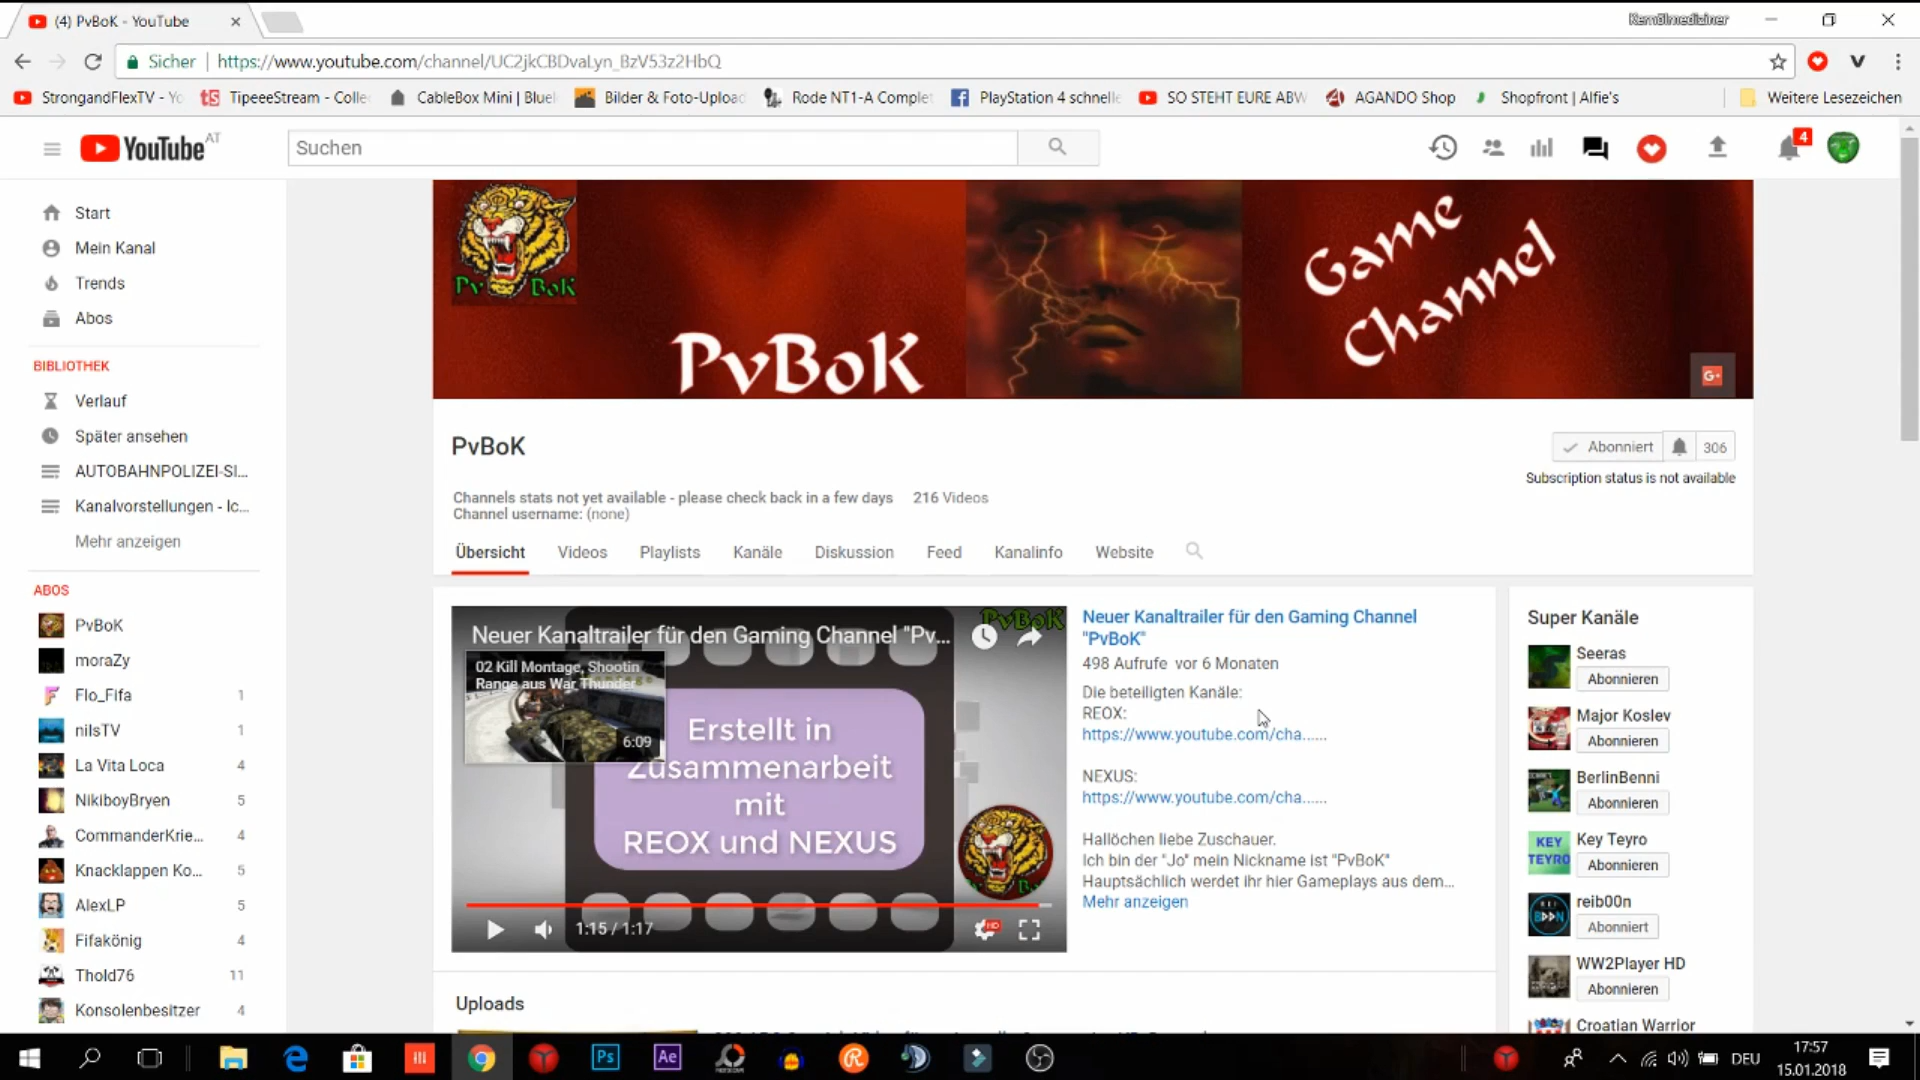 (4) PvBoK - YouTube
Kernölmediziner
Sicher
https://www.youtube.com/channel/UC2jkCBDvaLyn_BzV53z2HbQ
StrongandFlexTV - Yo
TipeeeStream - Colle
CableBox Mini | Blue
Bilder & Foto-Upload
Rode NT1-A Complet
PlayStation 4 schnelle
SO STEHT EURE ABW
AGANDO Shop
Shopfront | Alfie's
Weitere Lesezeichen
YouTube AT
Suchen
4
Start
Mein Kanal
Trends
Abos
BIBLIOTHEK
Verlauf
Später ansehen
AUTOBAHNPOLIZEI-SI...
Kanalvorstellungen - Ic...
Mehr anzeigen
ABOS
PvBoK
moraZy
Flo_Fifa 1
nilsTV 1
La Vita Loca 4
NikiboyBryen 5
CommanderKrie... 4
Knacklappen Ko... 5
AlexLP 5
Fifakönig 4
Thold76 11
Konsolenbesitzer 4
Pv BoK
PvBoK
Game
Channel
G+
PvBoK
Abonniert 306
Subscription status is not available
Channels stats not yet available - please check back in a few days 216 Videos
Channel username: (none)
Übersicht Videos Playlists Kanäle Diskussion Feed Kanalinfo Website
PvBoK
Neuer Kanaltrailer für den Gaming Channel "Pv...
02 Kill Montage, Shootin
Range aus War Thunder
6:09
Erstellt in
Zusammenarbeit
mit
REOX und NEXUS
1:15 / 1:17
HD
Neuer Kanaltrailer für den Gaming Channel
"PvBoK"
498 Aufrufe vor 6 Monaten
Die beteiligten Kanäle:
REOX:
https://www.youtube.com/cha......
NEXUS:
https://www.youtube.com/cha......
Hallöchen liebe Zuschauer.
Ich bin der "Jo" mein Nickname ist "PvBoK"
Hauptsächlich werdet ihr hier Gameplays aus dem...
Mehr anzeigen
Uploads
Super Kanäle
Seeras
Abonnieren
Major Koslev
Abonnieren
BerlinBenni
Abonnieren
KEY
TEYRO
Key Teyro
Abonnieren
reib00n
Abonniert
WW2Player HD
Abonnieren
Croatian Warrior
Ps
Ae
DEU
17:57
15.01.2018